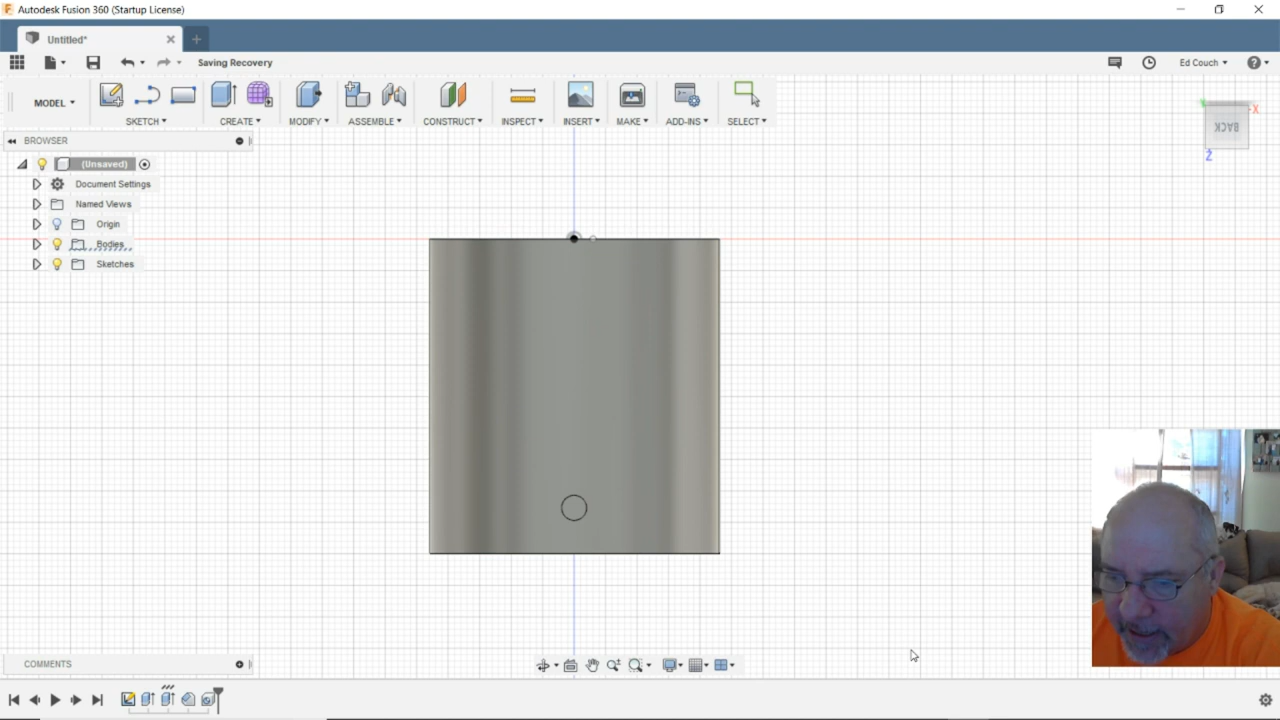 Autodesk Fusion 360 (Startup License)
Untitled*
Saving Recovery
Ed Couch
MODEL
SKETCH
CREATE
MODIFY
ASSEMBLE
CONSTRUCT
INSPECT
INSERT
MAKE
ADD-INS
SELECT
X
BACK
Z
BROWSER
(Unsaved)
Document Settings
Named Views
Origin
Bodies
Sketches
COMMENTS